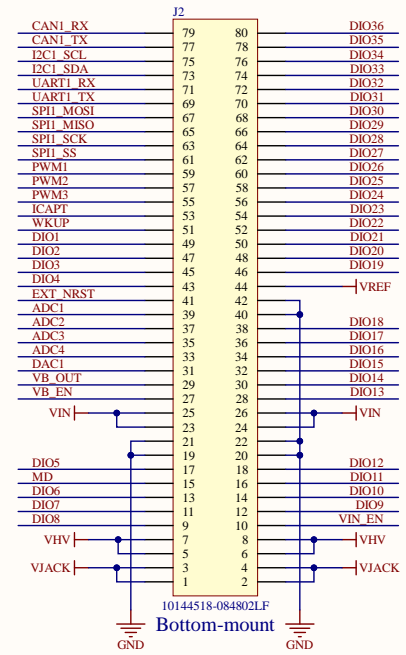 J2
CAN1_RX 79 80 DIO36
CAN1_TX 77 78 DIO35
I2C1_SCL 75 76 DIO34
I2C1_SDA 73 74 DIO33
UART1_RX 71 72 DIO32
UART1_TX 69 70 DIO31
SPI1_MOSI 67 68 DIO30
SPI1_MISO 65 66 DIO29
SPI1_SCK 63 64 DIO28
SPI1_SS 61 62 DIO27
PWM1 59 60 DIO26
PWM2 57 58 DIO25
PWM3 55 56 DIO24
ICAPT 53 54 DIO23
WKUP 51 52 DIO22
DIO1 49 50 DIO21
DIO2 47 48 DIO20
DIO3 45 46 DIO19
DIO4 43 44 VREF
EXT_NRST 41 42
ADC1 39 40
ADC2 37 38 DIO18
ADC3 35 36 DIO17
ADC4 33 34 DIO16
DAC1 31 32 DIO15
VB_OUT 29 30 DIO14
VB_EN 27 28 DIO13
VIN 25 26 VIN
23 24
21 22
19 20
DIO5 17 18 DIO12
MD 15 16 DIO11
DIO6 13 14 DIO10
DIO7 11 12 DIO9
DIO8 9 10 VIN_EN
VHV 7 8 VHV
5 6
VJACK 3 4 VJACK
1 2
10144518-084802LF
Bottom-mount
GND GND